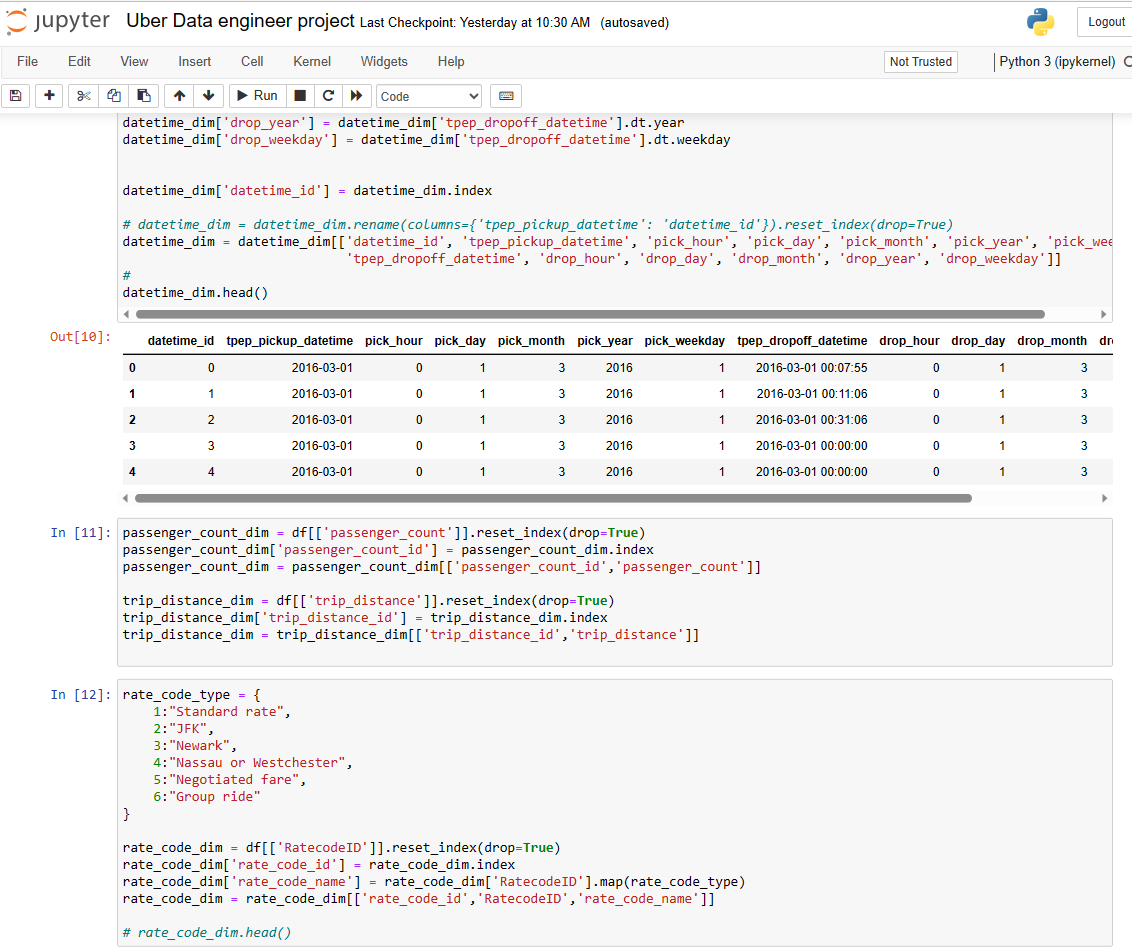 jupyter Uber Data engineer project Last Checkpoint: Yesterday at 10:30 AM (autosaved) Logout
File Edit View Insert Cell Kernel Widgets Help Not Trusted Python 3 (ipykernel)
Run Code
datetime_dim['drop_year'] = datetime_dim['tpep_dropoff_datetime'].dt.year
datetime_dim['drop_weekday'] = datetime_dim['tpep_dropoff_datetime'].dt.weekday
datetime_dim['datetime_id'] = datetime_dim.index
# datetime_dim = datetime_dim.rename(columns={'tpep_pickup_datetime': 'datetime_id'}).reset_index(drop=True)
datetime_dim = datetime_dim[['datetime_id', 'tpep_pickup_datetime', 'pick_hour', 'pick_day', 'pick_month', 'pick_year', 'pick_wee
'tpep_dropoff_datetime', 'drop_hour', 'drop_day', 'drop_month', 'drop_year', 'drop_weekday']]
#
datetime_dim.head()
Out[10]:
datetime_id tpep_pickup_datetime pick_hour pick_day pick_month pick_year pick_weekday tpep_dropoff_datetime drop_hour drop_day drop_month dro
0 0 2016-03-01 0 1 3 2016 1 2016-03-01 00:07:55 0 1 3
1 1 2016-03-01 0 1 3 2016 1 2016-03-01 00:11:06 0 1 3
2 2 2016-03-01 0 1 3 2016 1 2016-03-01 00:31:06 0 1 3
3 3 2016-03-01 0 1 3 2016 1 2016-03-01 00:00:00 0 1 3
4 4 2016-03-01 0 1 3 2016 1 2016-03-01 00:00:00 0 1 3
In [11]: passenger_count_dim = df[['passenger_count']].reset_index(drop=True)
passenger_count_dim['passenger_count_id'] = passenger_count_dim.index
passenger_count_dim = passenger_count_dim[['passenger_count_id','passenger_count']]
trip_distance_dim = df[['trip_distance']].reset_index(drop=True)
trip_distance_dim['trip_distance_id'] = trip_distance_dim.index
trip_distance_dim = trip_distance_dim[['trip_distance_id','trip_distance']]
In [12]: rate_code_type = {
1:"Standard rate",
2:"JFK",
3:"Newark",
4:"Nassau or Westchester",
5:"Negotiated fare",
6:"Group ride"
}
rate_code_dim = df[['RatecodeID']].reset_index(drop=True)
rate_code_dim['rate_code_id'] = rate_code_dim.index
rate_code_dim['rate_code_name'] = rate_code_dim['RatecodeID'].map(rate_code_type)
rate_code_dim = rate_code_dim[['rate_code_id','RatecodeID','rate_code_name']]
# rate_code_dim.head()